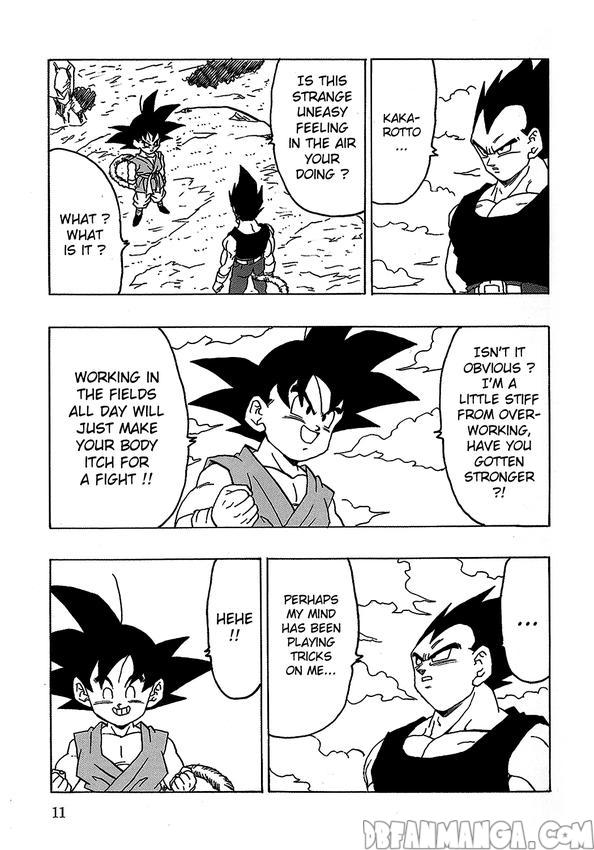 KAKA-
ROTTO
...
IS THIS
STRANGE
UNEASY
FEELING
IN THE AIR
YOUR
DOING ?
WHAT ?
WHAT
IS IT ?
ISN'T IT
OBVIOUS ?
I'M A
LITTLE STIFF
FROM OVER-
WORKING,
HAVE YOU
GOTTEN
STRONGER
?!
WORKING IN
THE FIELDS
ALL DAY WILL
JUST MAKE
YOUR BODY
ITCH FOR
A FIGHT !!
...
PERHAPS
MY MIND
HAS BEEN
PLAYING
TRICKS
ON ME...
HEHE
!!
11
DBFANMANGA.COM